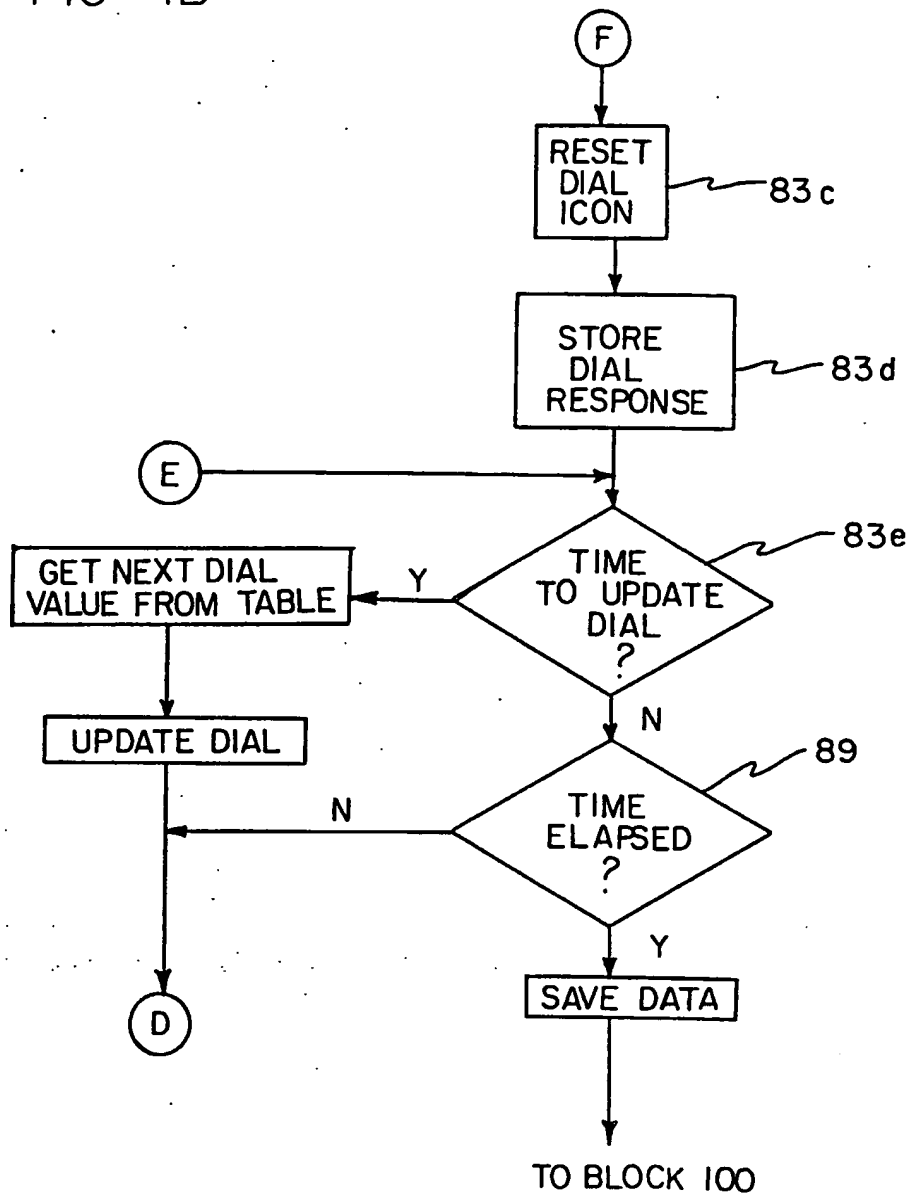 F
RESET
DIAL
ICON
83c
STORE
DIAL
RESPONSE
83d
E
TIME
TO UPDATE
DIAL
?
83e
GET NEXT DIAL
VALUE FROM TABLE
Y
N
UPDATE DIAL
TIME
ELAPSED
?
89
N
Y
D
SAVE DATA
TO BLOCK 100